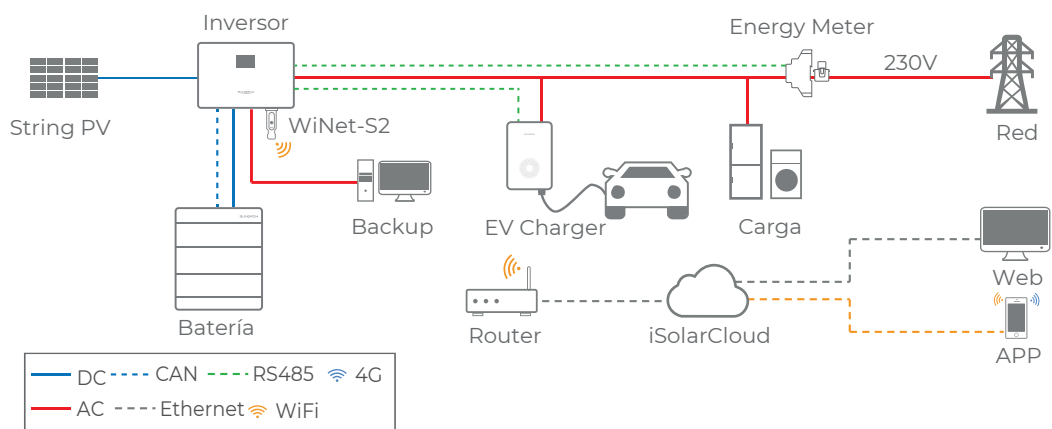 Inversor
Energy Meter
230V
String PV
WiNet-S2
Red
Backup
EV Charger
Carga
Batería
Router
iSolarCloud
Web
APP
DC CAN RS485 4G
AC Ethernet WiFi